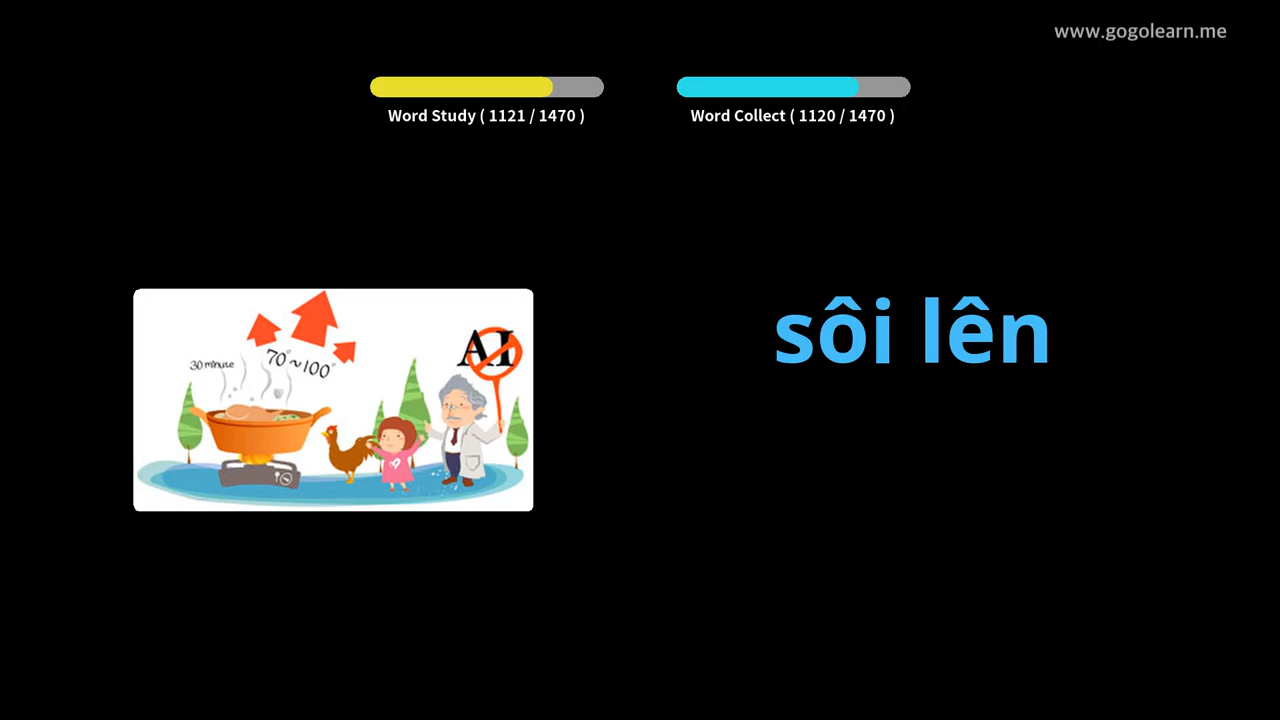 www.gogolearn.me
Word Study ( 1121 / 1470 )
Word Collect ( 1120 / 1470 )
sôi lên
30 minute
70°~100°
AI